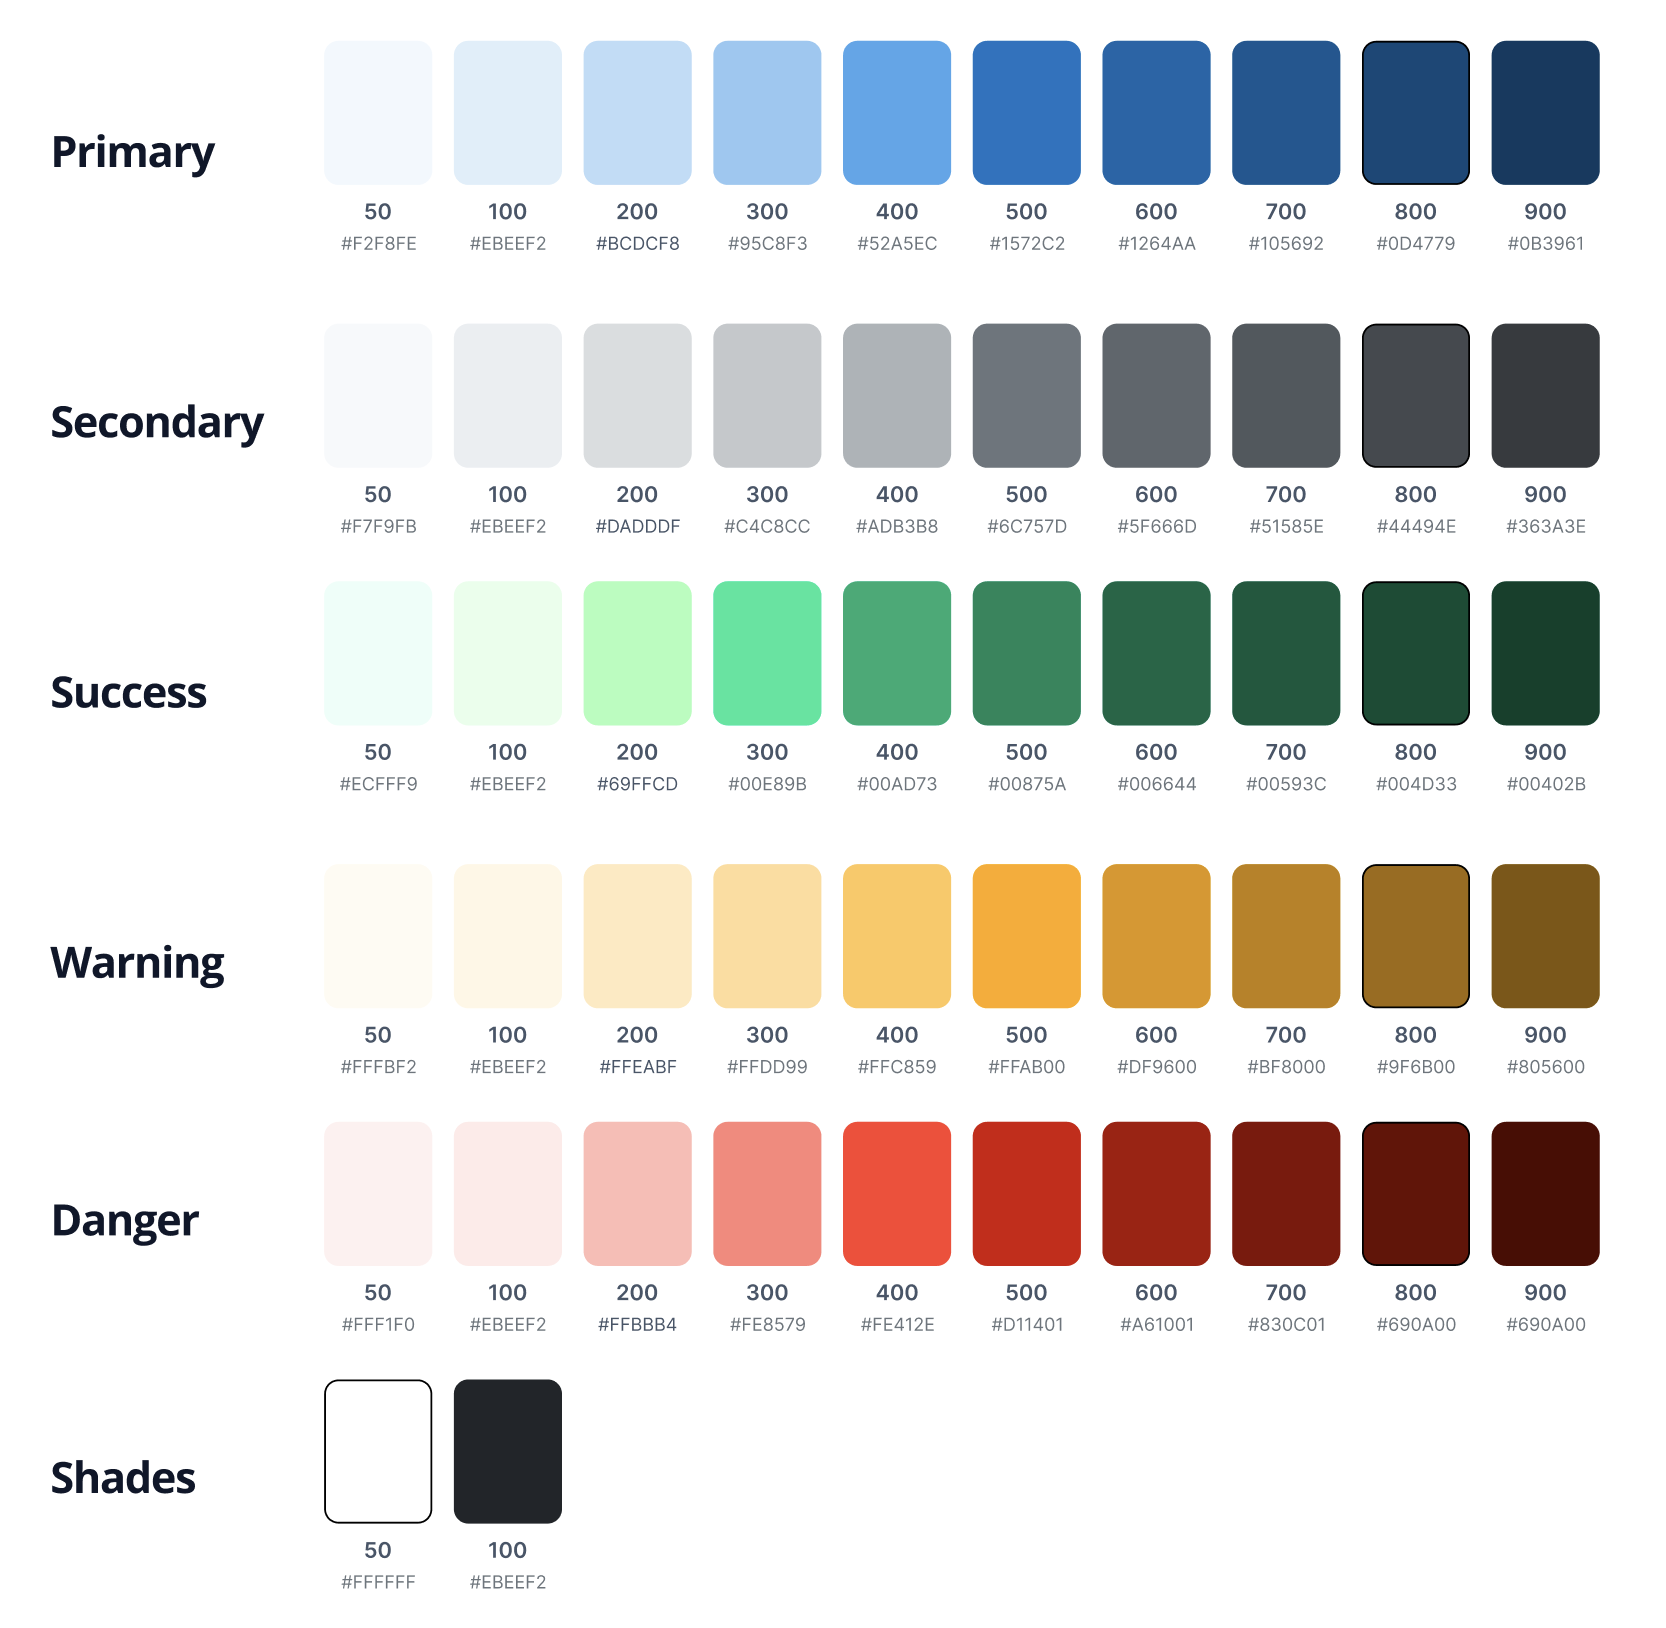 Primary
50 100 200 300 400 500 600 700 800 900
#F2F8FE #EBEEF2 #BCDCF8 #95C8F3 #52A5EC #1572C2 #1264AA #105692 #0D4779 #0B3961
Secondary
50 100 200 300 400 500 600 700 800 900
#F7F9FB #EBEEF2 #DADDDF #C4C8CC #ADB3B8 #6C757D #5F666D #51585E #44494E #363A3E
Success
50 100 200 300 400 500 600 700 800 900
#ECFFF9 #EBEEF2 #69FFCD #00E89B #00AD73 #00875A #006644 #00593C #004D33 #00402B
Warning
50 100 200 300 400 500 600 700 800 900
#FFFBF2 #EBEEF2 #FFEABF #FFDD99 #FFC859 #FFAB00 #DF9600 #BF8000 #9F6B00 #805600
Danger
50 100 200 300 400 500 600 700 800 900
#FFF1F0 #EBEEF2 #FFBBB4 #FE8579 #FE412E #D11401 #A61001 #830C01 #690A00 #690A00
Shades
50 100
#FFFFFF #EBEEF2